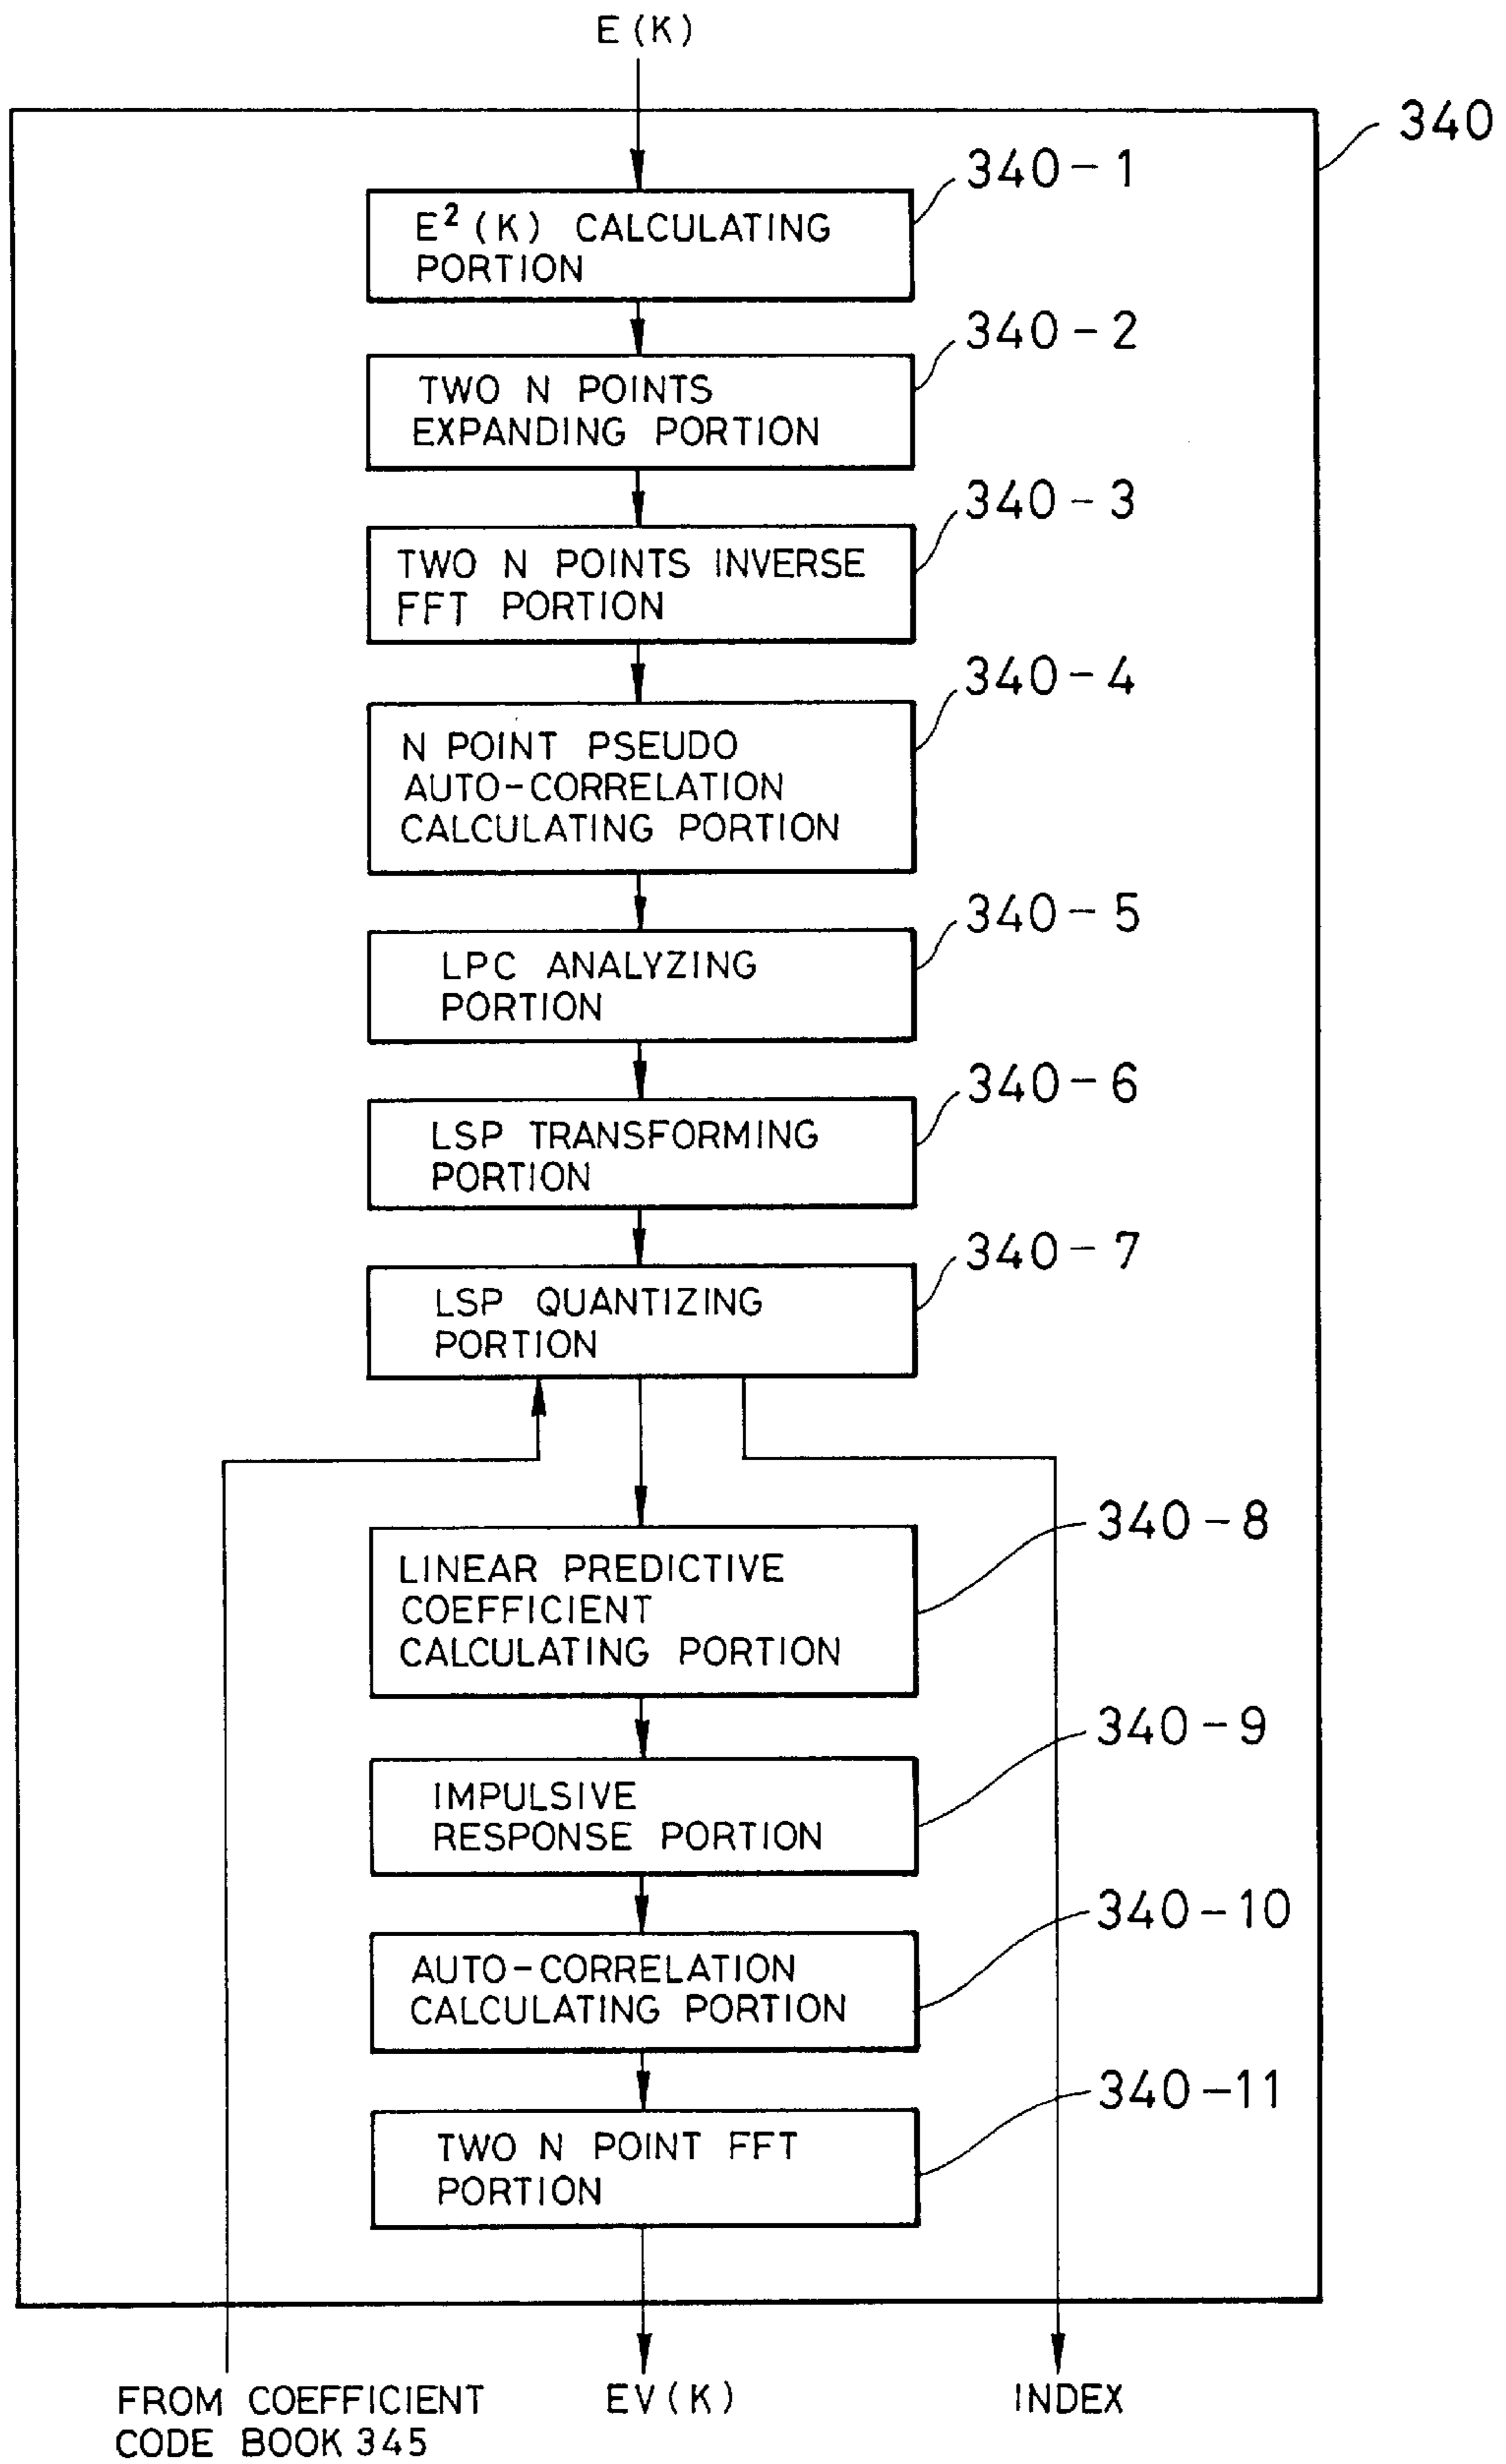 E(K)
340
340-1
E²(K) CALCULATING
PORTION
340-2
TWO N POINTS
EXPANDING PORTION
340-3
TWO N POINTS INVERSE
FFT PORTION
340-4
N POINT PSEUDO
AUTO-CORRELATION
CALCULATING PORTION
340-5
LPC ANALYZING
PORTION
340-6
LSP TRANSFORMING
PORTION
340-7
LSP QUANTIZING
PORTION
340-8
LINEAR PREDICTIVE
COEFFICIENT
CALCULATING PORTION
340-9
IMPULSIVE
RESPONSE PORTION
340-10
AUTO-CORRELATION
CALCULATING PORTION
340-11
TWO N POINT FFT
PORTION
FROM COEFFICIENT
CODE BOOK 345
EV(K)
INDEX